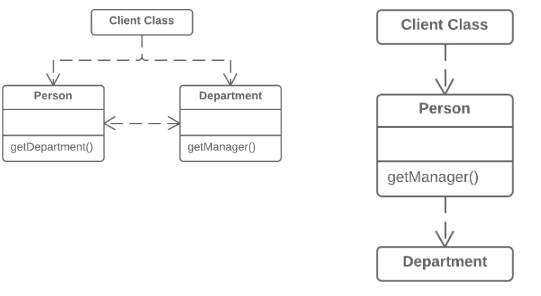 Client Class
Person
getDepartment()
Department
getManager()
Client Class
Person
getManager()
Department